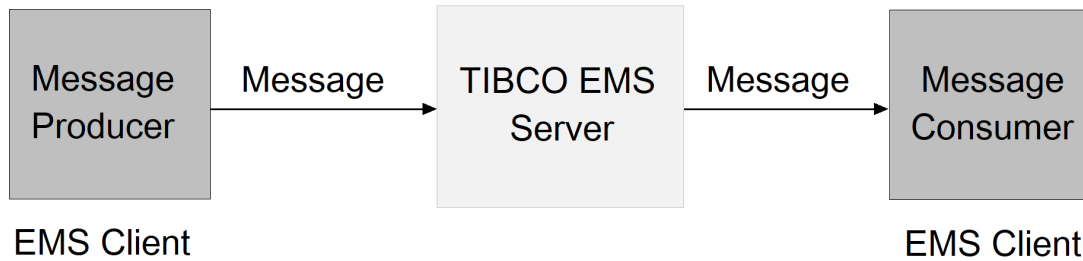 Message
Producer
Message
TIBCO EMS
Server
Message
Message
Consumer
EMS Client
EMS Client